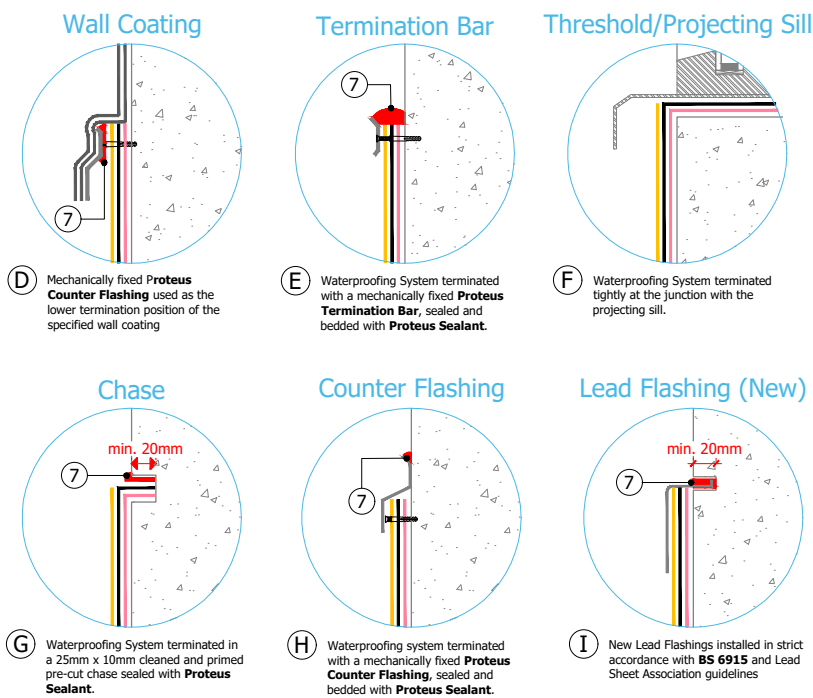 Wall Coating
Termination Bar
Threshold/Projecting Sill
7
7
D
Mechanically fixed Proteus
Counter Flashing used as the
lower termination position of the
specified wall coating
E
Waterproofing System terminated
with a mechanically fixed Proteus
Termination Bar, sealed and
bedded with Proteus Sealant.
F
Waterproofing System terminated
tightly at the junction with the
projecting sill.
Chase
Counter Flashing
Lead Flashing (New)
min. 20mm
7
7
min. 20mm
7
G
Waterproofing System terminated in
a 25mm x 10mm cleaned and primed
pre-cut chase sealed with Proteus
Sealant.
H
Waterproofing system terminated
with a mechanically fixed Proteus
Counter Flashing, sealed and
bedded with Proteus Sealant.
I
New Lead Flashings installed in strict
accordance with BS 6915 and Lead
Sheet Association guidelines